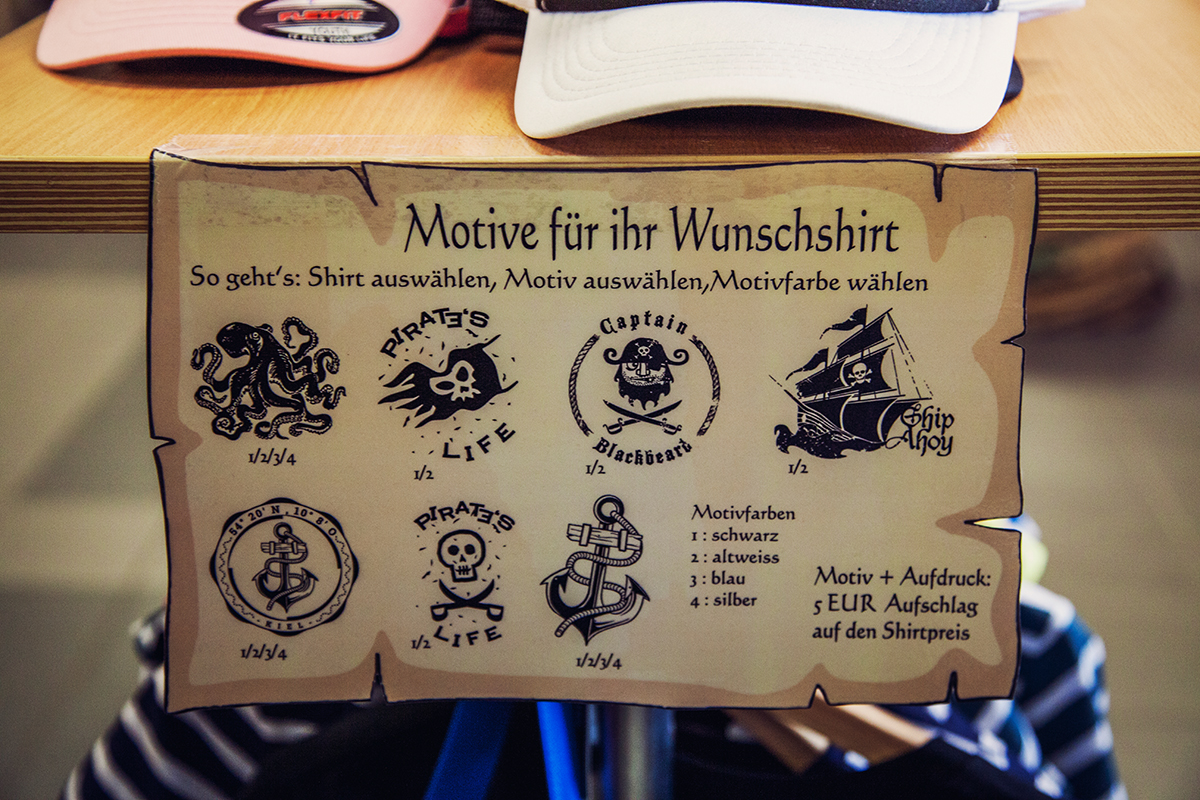 FLEXFIT
Motive für ihr Wunschshirt
So geht's: Shirt auswählen, Motiv auswählen,Motivfarbe wählen
PIRATE'S
LIFE
Captain
Blackbeard
Ship
Ahoy
1/2/3/4
1/2
1/2
1/2
54° 20' N , 10° 8' O
KIEL
1/2/3/4
PIRATE'S
LIFE
1/2
1/2/3/4
Motivfarben
1 : schwarz
2 : altweiss
3 : blau
4 : silber
Motiv + Aufdruck:
5 EUR Aufschlag
auf den Shirtpreis